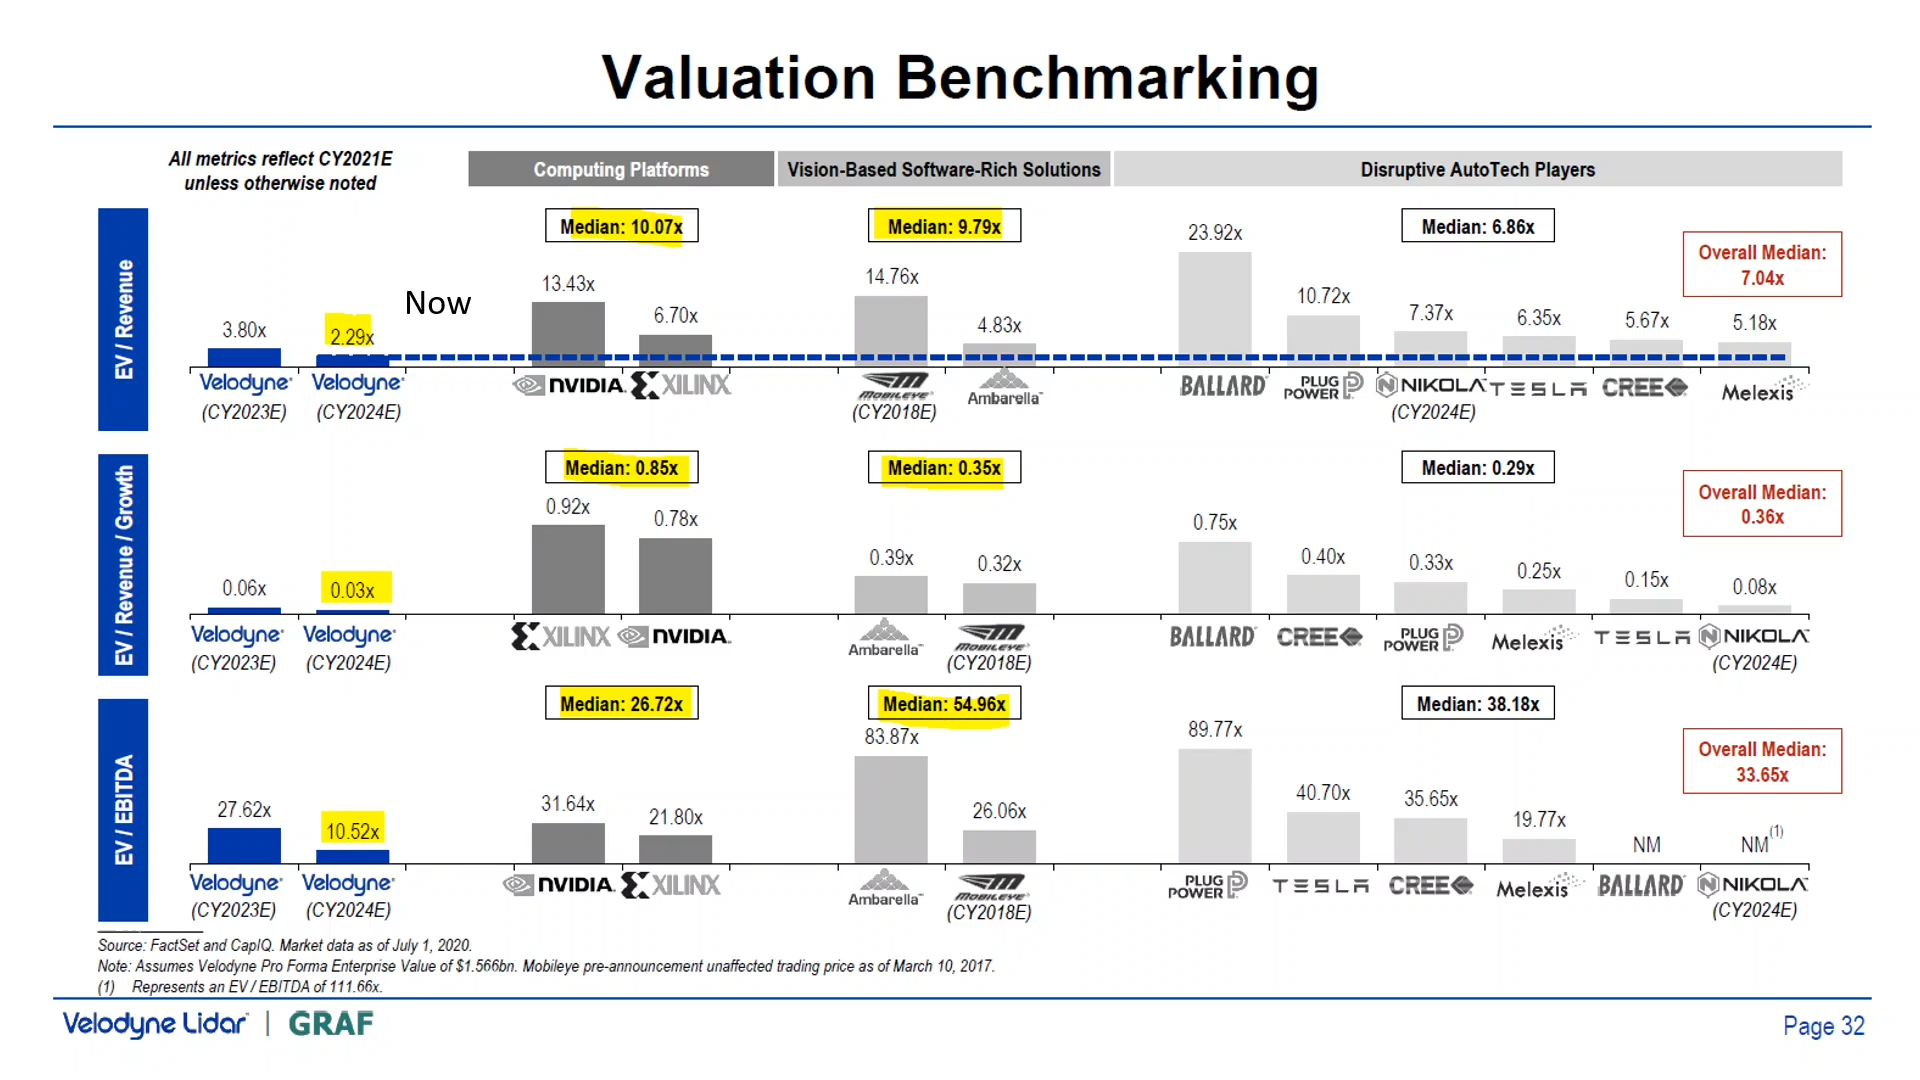 Valuation Benchmarking
All metrics reflect CY2021E
unless otherwise noted
Computing Platforms
Vision-Based Software-Rich Solutions
Disruptive AutoTech Players
EV / Revenue
Median: 10.07x
Median: 9.79x
Median: 6.86x
Overall Median:
7.04x
Now
3.80x
2.29x
13.43x
6.70x
14.76x
4.83x
23.92x
10.72x
7.37x
6.35x
5.67x
5.18x
Velodyne
(CY2023E)
Velodyne
(CY2024E)
NVIDIA.
XILINX
MOBILEYE
(CY2018E)
Ambarella
BALLARD
PLUG
POWER
NIKOLA
(CY2024E)
TESLA
CREE
Melexis
EV / Revenue / Growth
Median: 0.85x
Median: 0.35x
Median: 0.29x
Overall Median:
0.36x
0.06x
0.03x
0.92x
0.78x
0.39x
0.32x
0.75x
0.40x
0.33x
0.25x
0.15x
0.08x
Velodyne
(CY2023E)
Velodyne
(CY2024E)
XILINX
NVIDIA.
Ambarella
MOBILEYE
(CY2018E)
BALLARD
CREE
PLUG
POWER
Melexis
TESLA
NIKOLA
(CY2024E)
EV / EBITDA
Median: 26.72x
Median: 54.96x
Median: 38.18x
Overall Median:
33.65x
27.62x
10.52x
31.64x
21.80x
83.87x
26.06x
89.77x
40.70x
35.65x
19.77x
NM
NM(1)
Velodyne
(CY2023E)
Velodyne
(CY2024E)
NVIDIA.
XILINX
Ambarella
MOBILEYE
(CY2018E)
PLUG
POWER
TESLA
CREE
Melexis
BALLARD
NIKOLA
(CY2024E)
Source: FactSet and CapIQ. Market data as of July 1, 2020.
Note: Assumes Velodyne Pro Forma Enterprise Value of $1.566bn. Mobileye pre-announcement unaffected trading price as of March 10, 2017.
(1) Represents an EV / EBITDA of 111.66x.
Velodyne Lidar | GRAF
Page 32